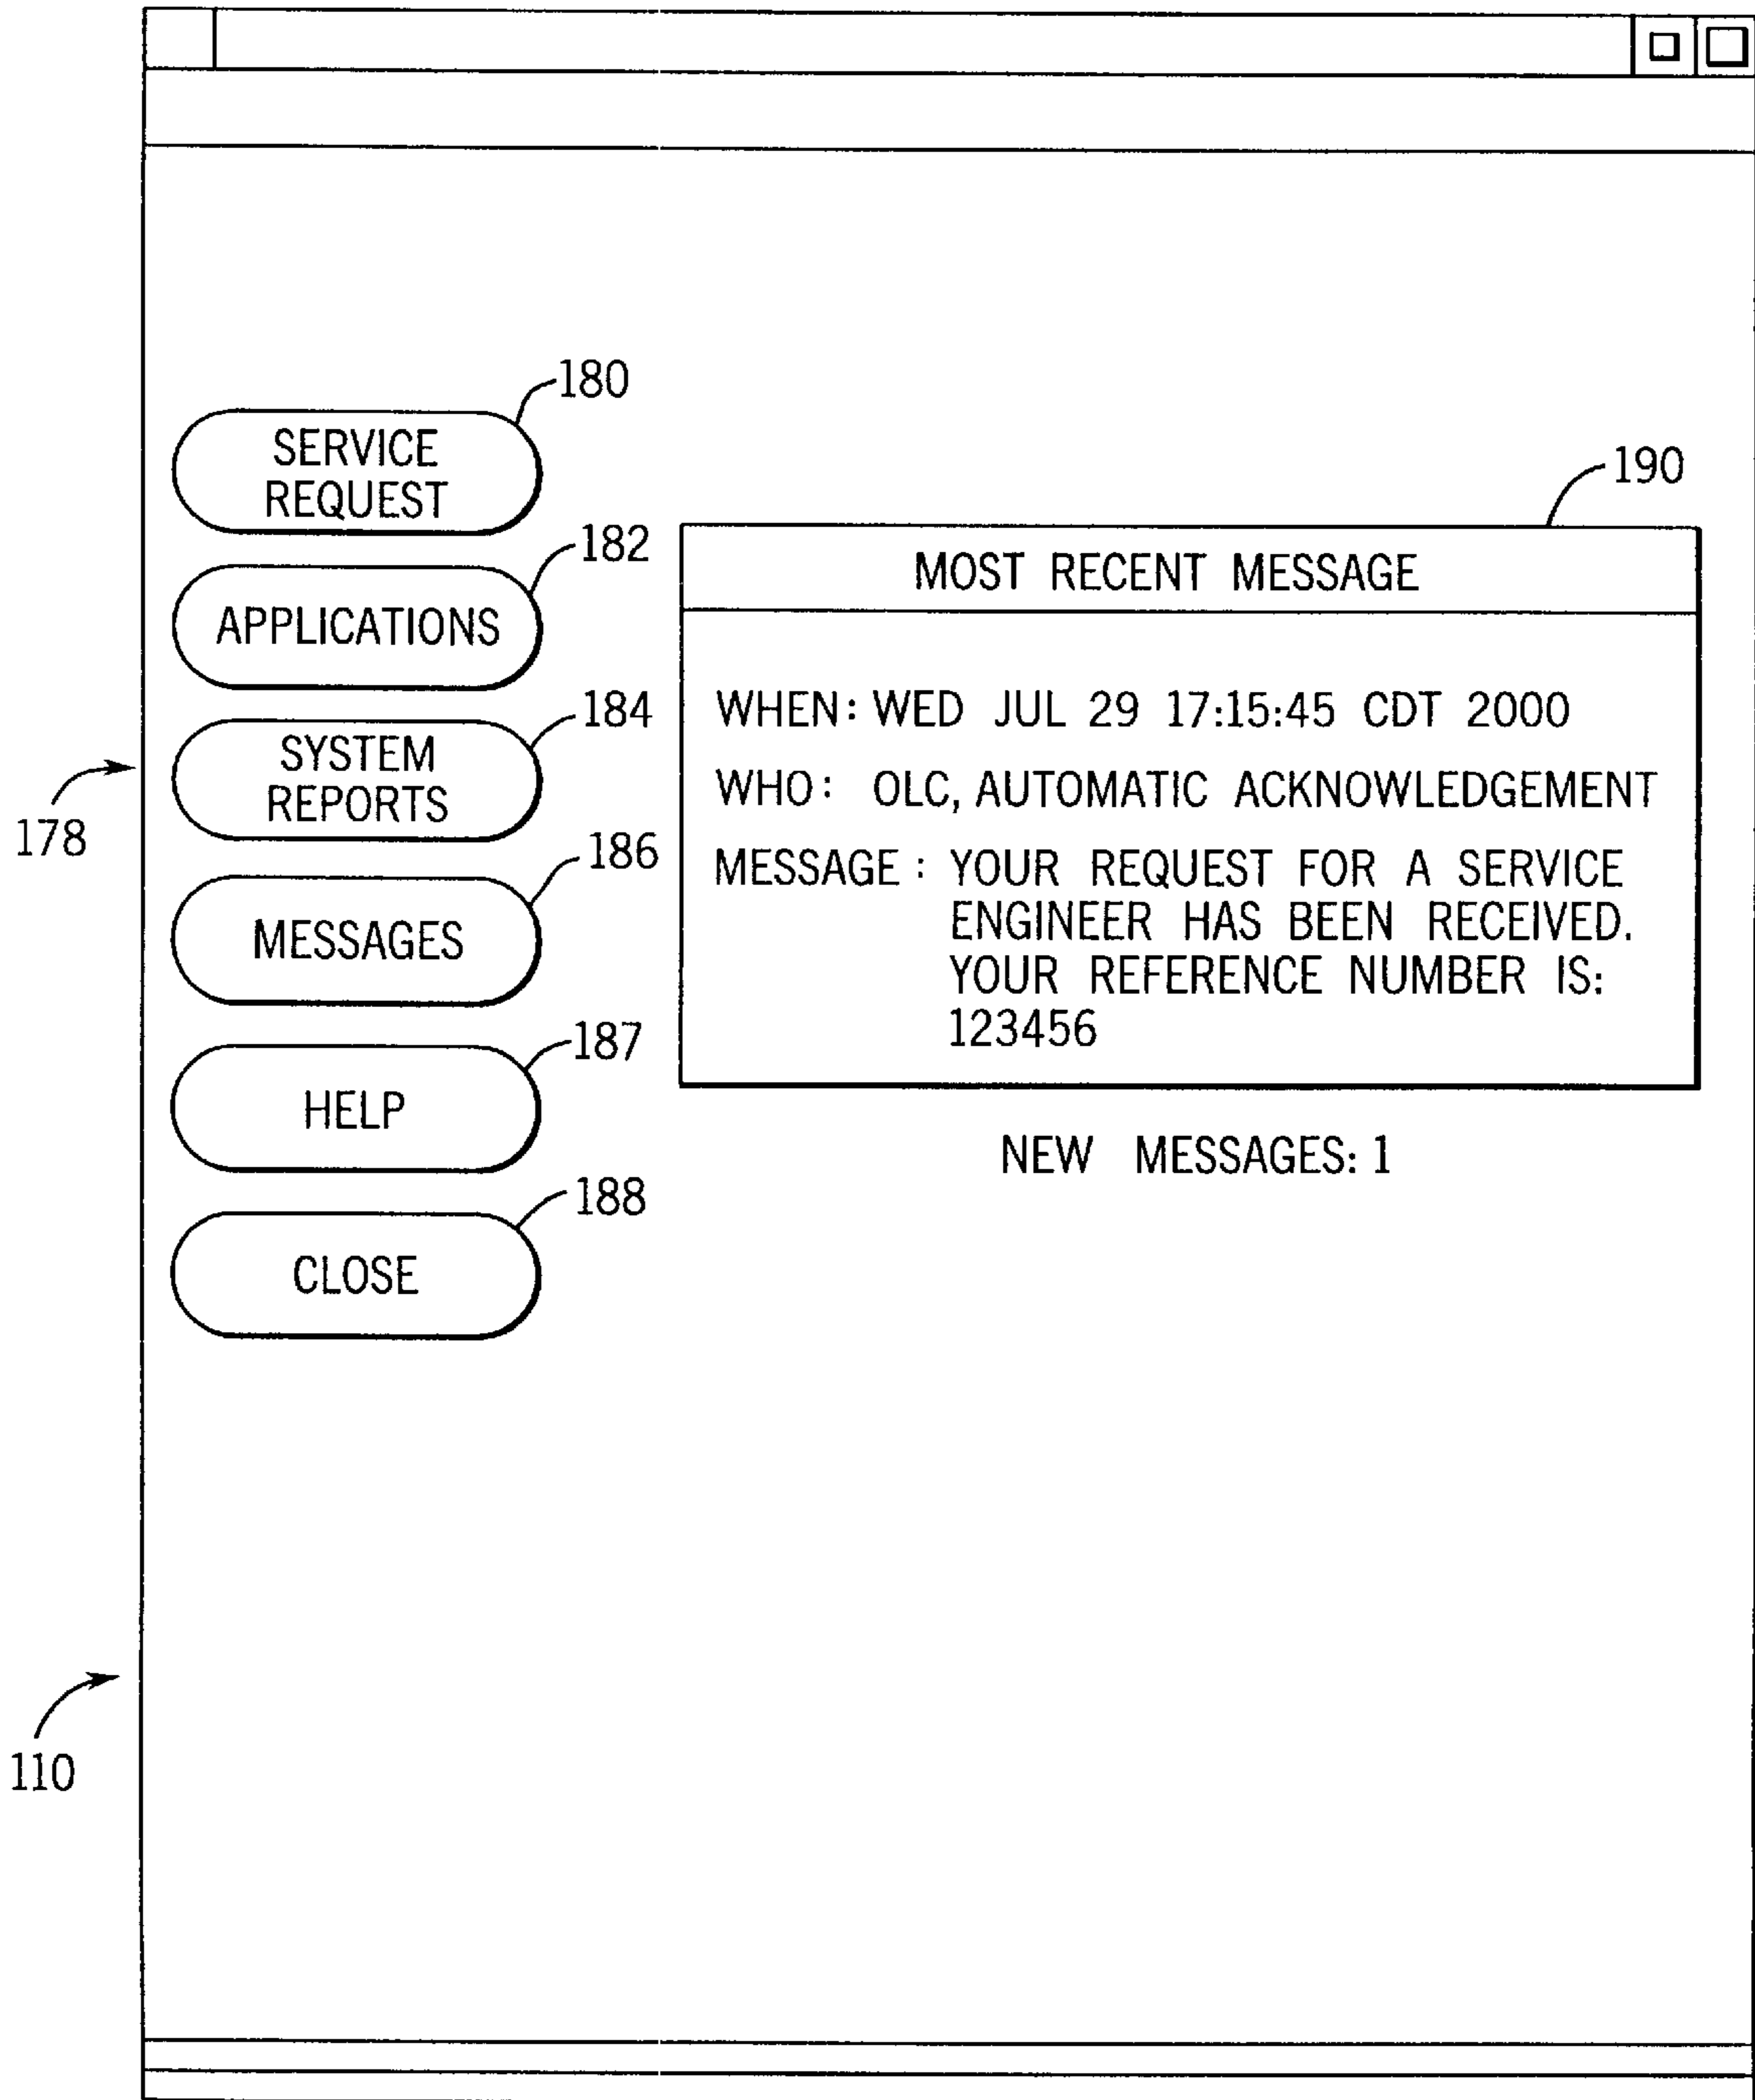 180
SERVICE
REQUEST
182
APPLICATIONS
184
SYSTEM
REPORTS
178
186
MESSAGES
187
HELP
188
CLOSE
190
MOST RECENT MESSAGE
WHEN: WED JUL 29 17:15:45 CDT 2000
WHO: OLC, AUTOMATIC ACKNOWLEDGEMENT
MESSAGE: YOUR REQUEST FOR A SERVICE
ENGINEER HAS BEEN RECEIVED.
YOUR REFERENCE NUMBER IS:
123456
NEW MESSAGES: 1
110